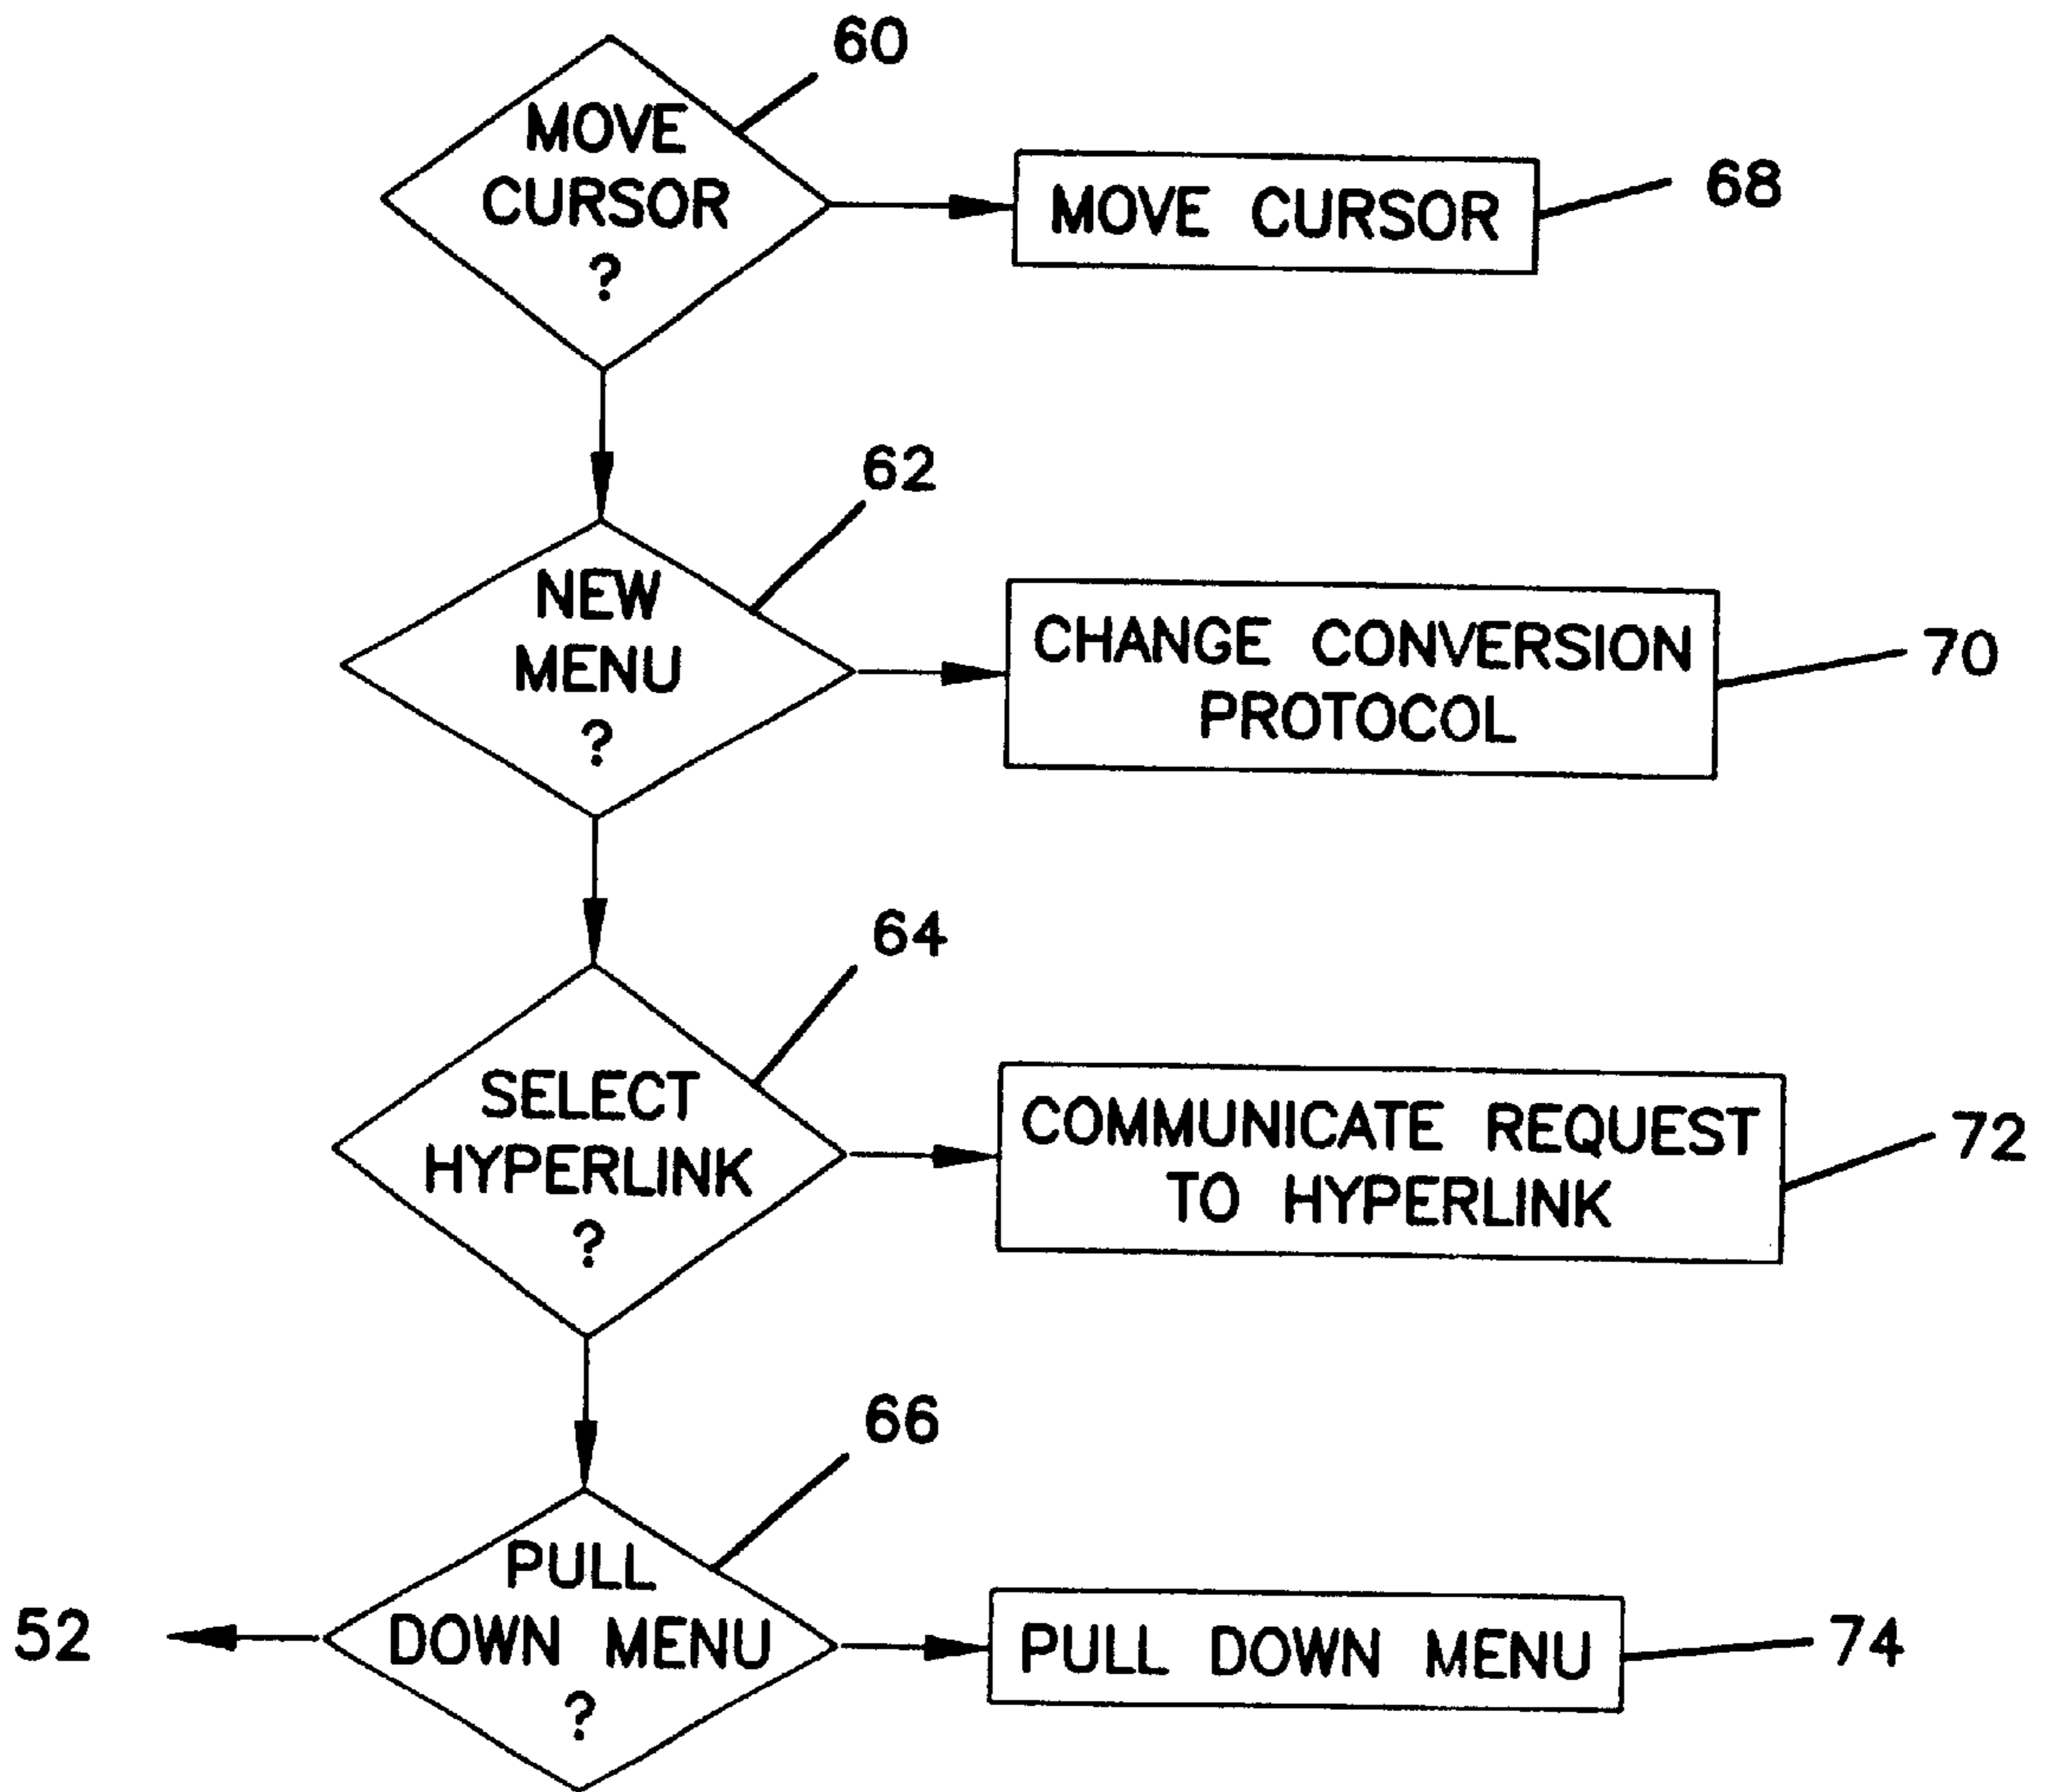 60
MOVE
CURSOR
?
MOVE CURSOR
68
62
NEW
MENU
?
CHANGE CONVERSION
PROTOCOL
70
64
SELECT
HYPERLINK
?
COMMUNICATE REQUEST
TO HYPERLINK
72
66
PULL
DOWN MENU
?
52
PULL DOWN MENU
74